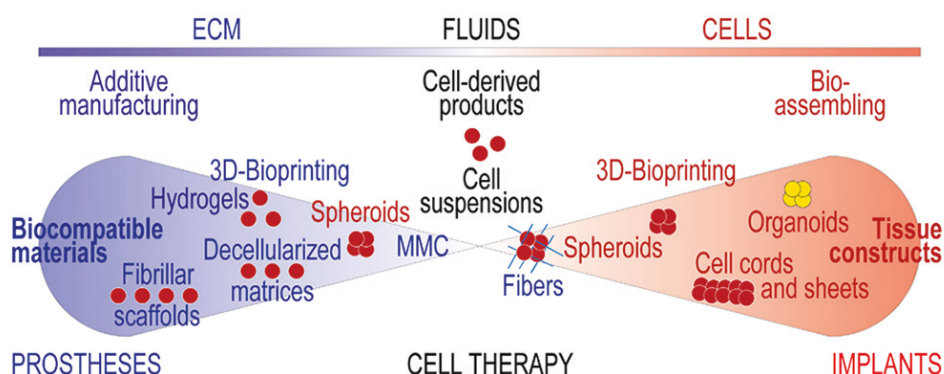 ECM FLUIDS CELLS
Additive
manufacturing
Cell-derived
products
Bio-
assembling
3D-Bioprinting
Hydrogels
Spheroids
Cell
suspensions
3D-Bioprinting
Organoids
Biocompatible
materials
Decellularized
matrices
MMC
Fibrillar
scaffolds
Fibers
Spheroids
Cell cords
and sheets
Tissue
constructs
PROSTHESES CELL THERAPY IMPLANTS